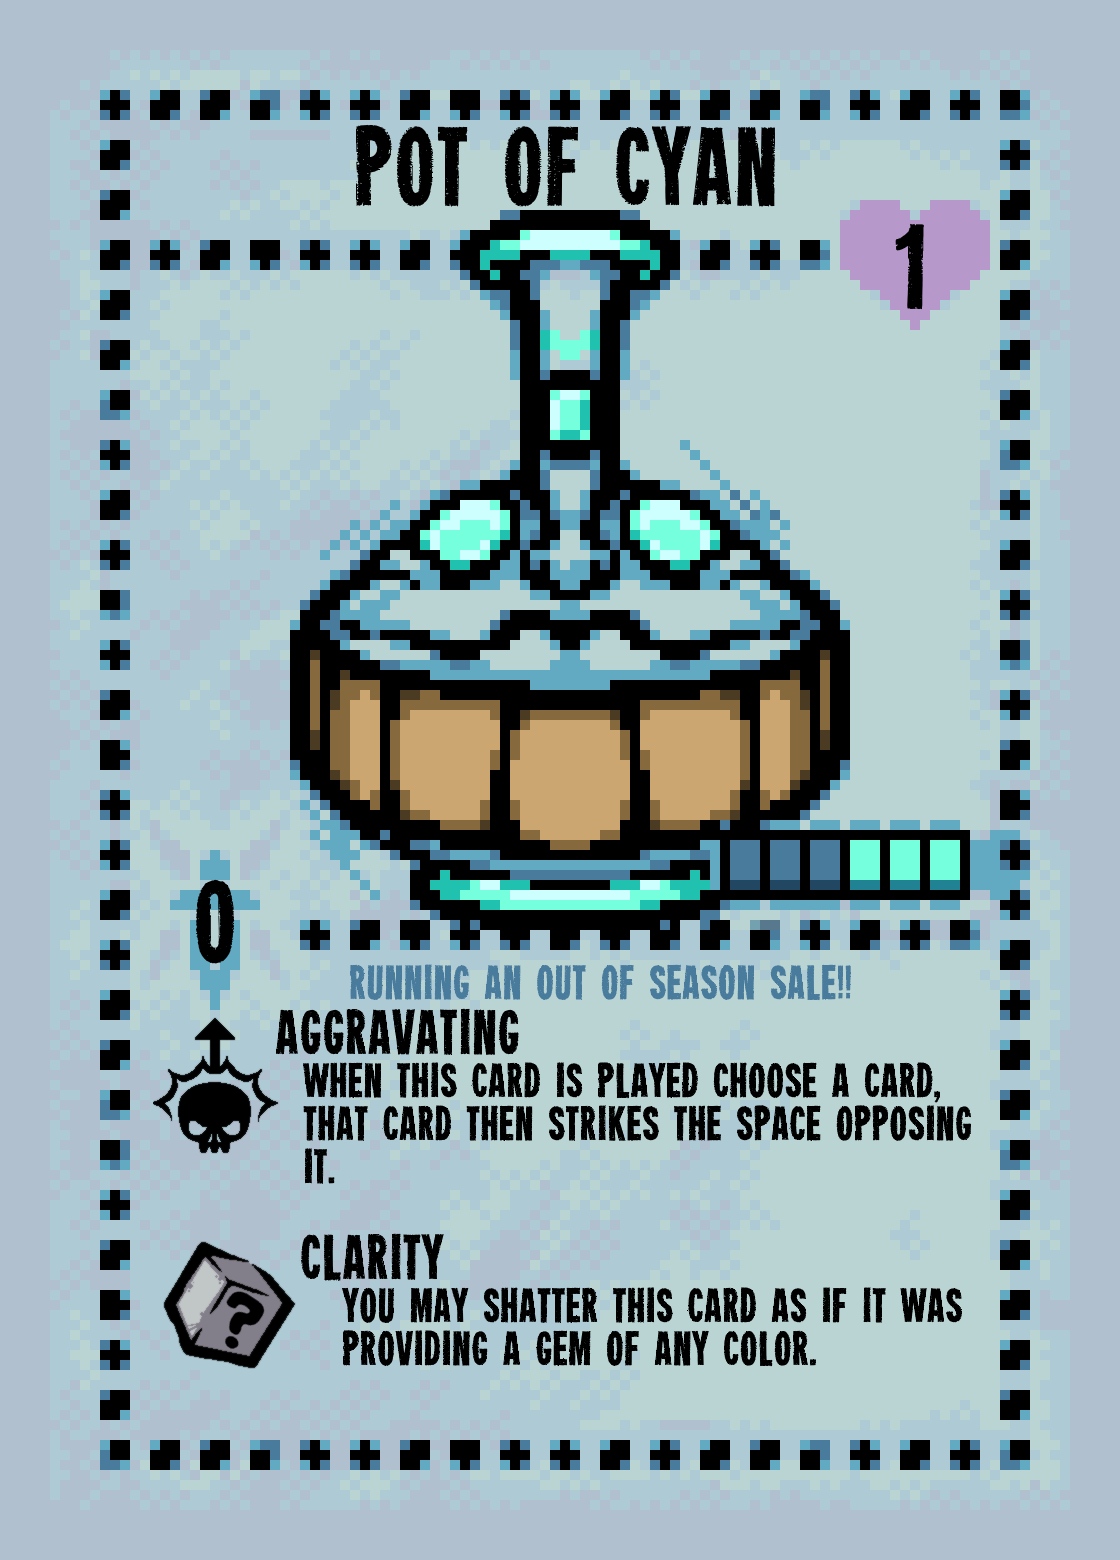 POT OF CYAN
1
0
RUNNING AN OUT OF SEASON SALE!!
AGGRAVATING
WHEN THIS CARD IS PLAYED CHOOSE A CARD,
THAT CARD THEN STRIKES THE SPACE OPPOSING
IT.
CLARITY
?
YOU MAY SHATTER THIS CARD AS IF IT WAS
PROVIDING A GEM OF ANY COLOR.